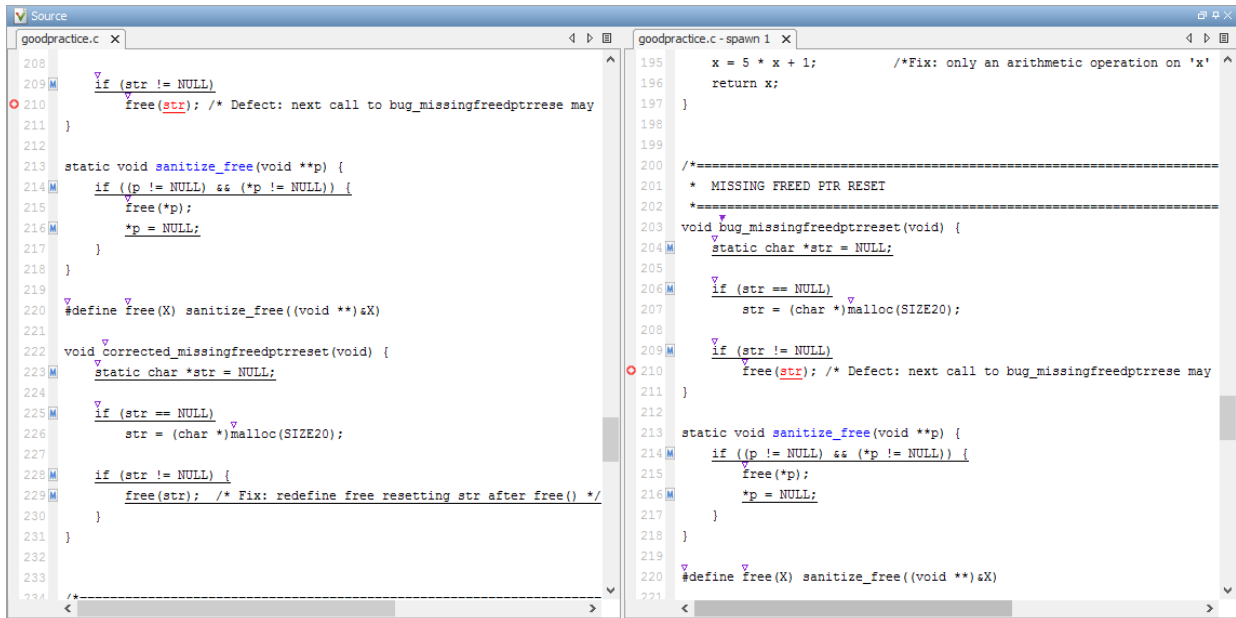 Source
goodpractice.c
208
209 M if (str != NULL)
210 free(str); /* Defect: next call to bug_missingfreedptrrese may
211 }
212
213 static void sanitize_free(void **p) {
214 M if ((p != NULL) && (*p != NULL)) {
215 free(*p);
216 M *p = NULL;
217 }
218 }
219
220 #define free(X) sanitize_free((void **)&X)
221
222 void corrected_missingfreedptrreset(void) {
223 M static char *str = NULL;
224
225 M if (str == NULL)
226 str = (char *)malloc(SIZE20);
227
228 M if (str != NULL) {
229 M free(str); /* Fix: redefine free resetting str after free() */
230 }
231 }
232
233
234 /*=====================================================================
goodpractice.c - spawn 1
195 x = 5 * x + 1; /*Fix: only an arithmetic operation on 'x'
196 return x;
197 }
198
199
200 /*=====================================================================
201 * MISSING FREED PTR RESET
202 *=====================================================================
203 void bug_missingfreedptrreset(void) {
204 M static char *str = NULL;
205
206 M if (str == NULL)
207 str = (char *)malloc(SIZE20);
208
209 M if (str != NULL)
210 free(str); /* Defect: next call to bug_missingfreedptrrese may
211 }
212
213 static void sanitize_free(void **p) {
214 M if ((p != NULL) && (*p != NULL)) {
215 free(*p);
216 M *p = NULL;
217 }
218 }
219
220 #define free(X) sanitize_free((void **)&X)
221